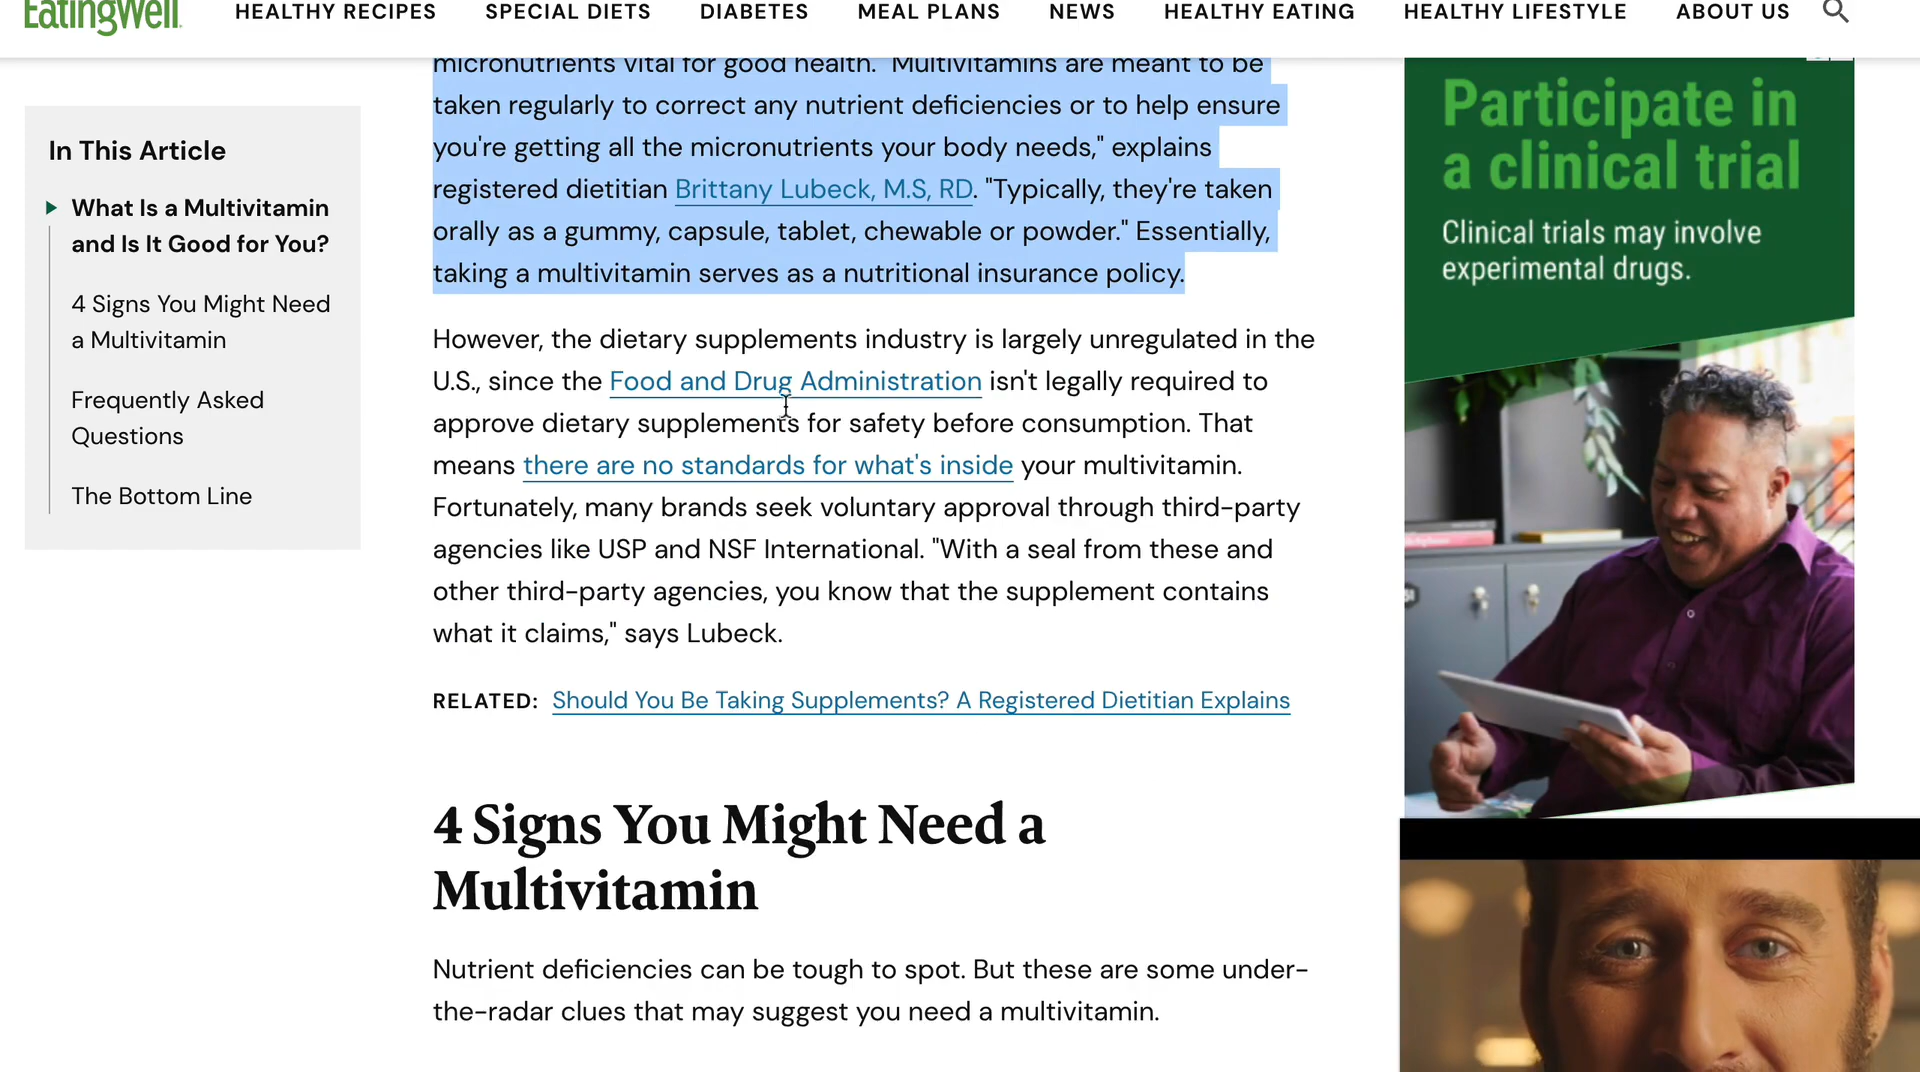 EatingWell
HEALTHY RECIPES
SPECIAL DIETS
DIABETES
MEAL PLANS
NEWS
HEALTHY EATING
HEALTHY LIFESTYLE
ABOUT US
In This Article
What Is a Multivitamin
and Is It Good for You?
4 Signs You Might Need
a Multivitamin
Frequently Asked
Questions
The Bottom Line
micronutrients vital for good health. "Multivitamins are meant to be
taken regularly to correct any nutrient deficiencies or to help ensure
you're getting all the micronutrients your body needs," explains
registered dietitian Brittany Lubeck, M.S, RD. "Typically, they're taken
orally as a gummy, capsule, tablet, chewable or powder." Essentially,
taking a multivitamin serves as a nutritional insurance policy.
However, the dietary supplements industry is largely unregulated in the
U.S., since the Food and Drug Administration isn't legally required to
approve dietary supplements for safety before consumption. That
means there are no standards for what's inside your multivitamin.
Fortunately, many brands seek voluntary approval through third-party
agencies like USP and NSF International. "With a seal from these and
other third-party agencies, you know that the supplement contains
what it claims," says Lubeck.
RELATED: Should You Be Taking Supplements? A Registered Dietitian Explains
4 Signs You Might Need a
Multivitamin
Nutrient deficiencies can be tough to spot. But these are some under-
the-radar clues that may suggest you need a multivitamin.
Participate in
a clinical trial
Clinical trials may involve
experimental drugs.